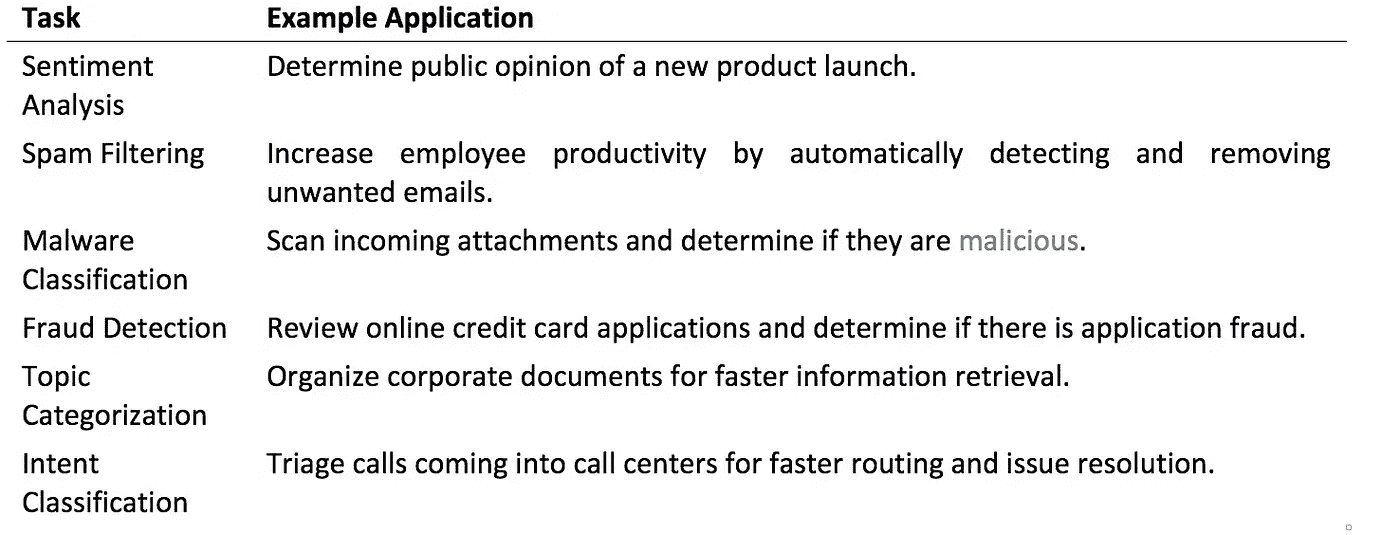 Task Example Application
Sentiment Determine public opinion of a new product launch.
Analysis
Spam Filtering Increase employee productivity by automatically detecting and removing
unwanted emails.
Malware Scan incoming attachments and determine if they are malicious.
Classification
Fraud Detection Review online credit card applications and determine if there is application fraud.
Topic Organize corporate documents for faster information retrieval.
Categorization
Intent Triage calls coming into call centers for faster routing and issue resolution.
Classification